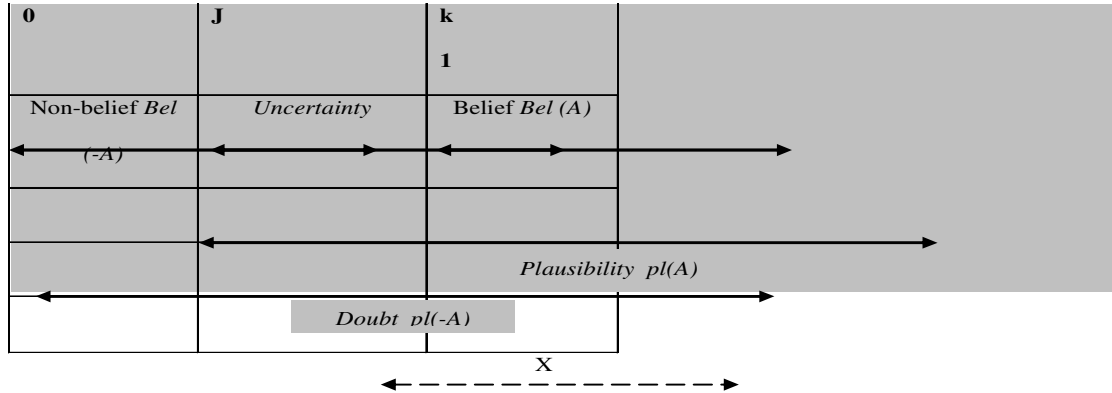 0 J k
1
Non-belief Bel Uncertainty Belief Bel (A)
(-A)
Plausibility pl(A)
Doubt pl(-A)
X